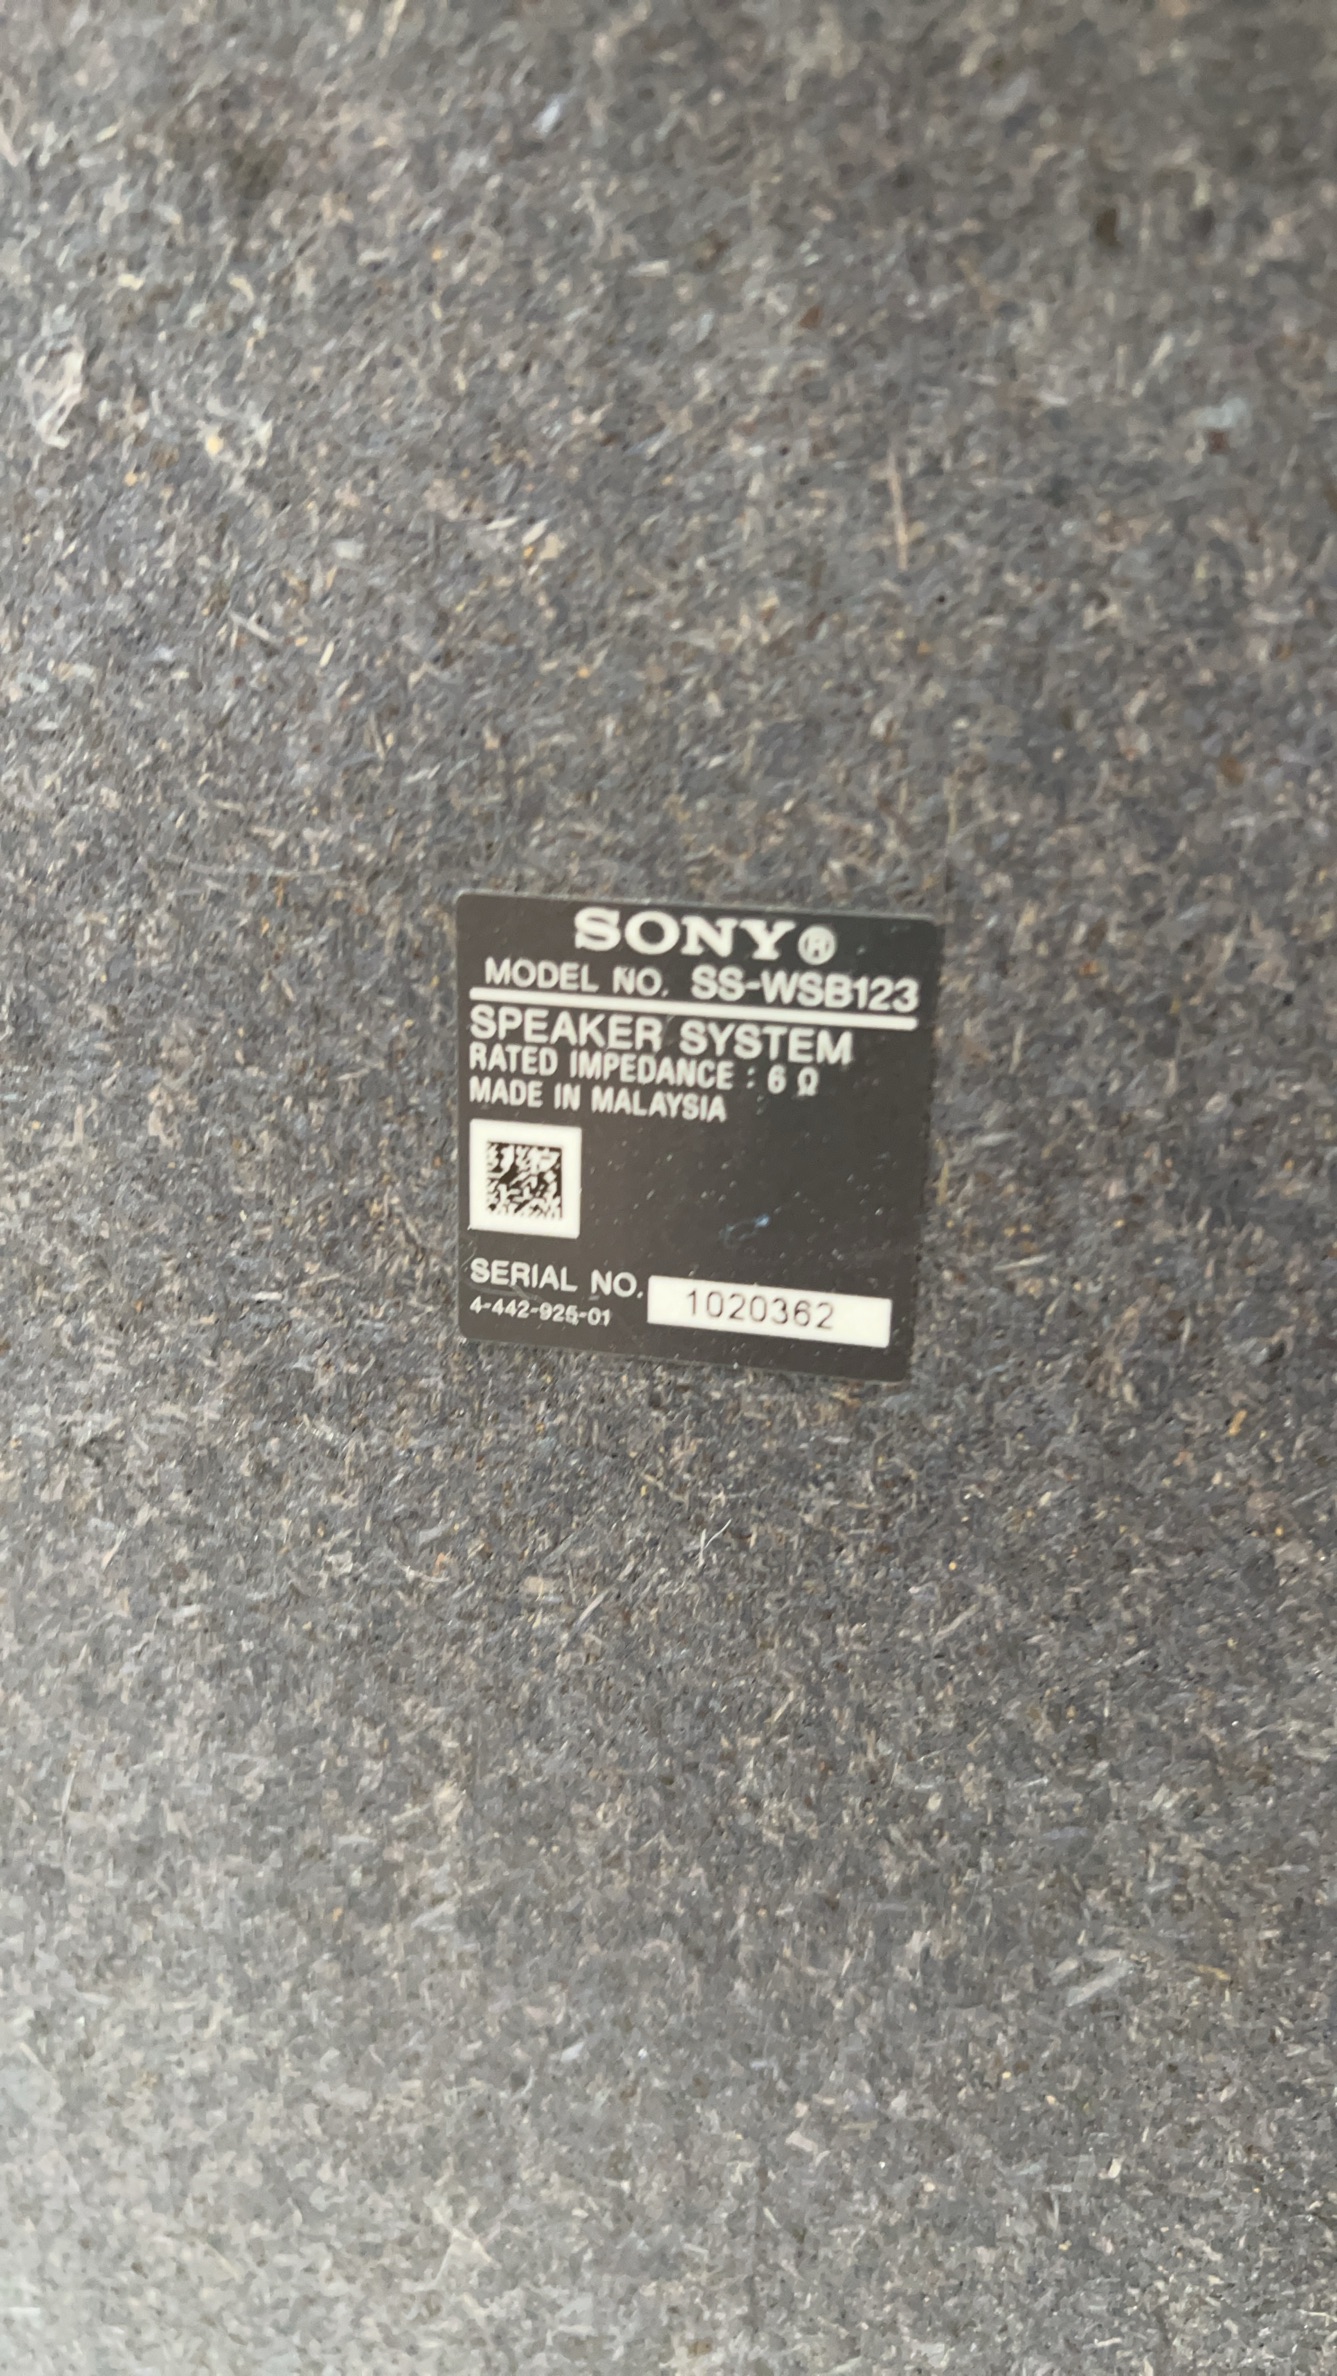 SONY®
MODEL NO. SS-WSB123
SPEAKER SYSTEM
RATED IMPEDANCE : 6 Ω
MADE IN MALAYSIA
SERIAL NO. 1020362
4-442-925-01